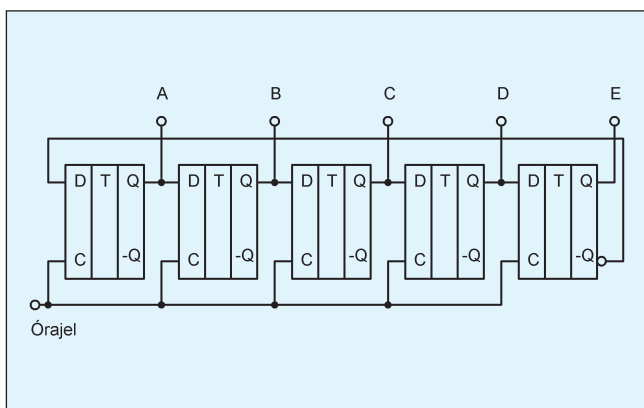 A B C D E
D T Q D T Q D T Q D T Q D T Q
C -Q C -Q C -Q C -Q C -Q
Órajel